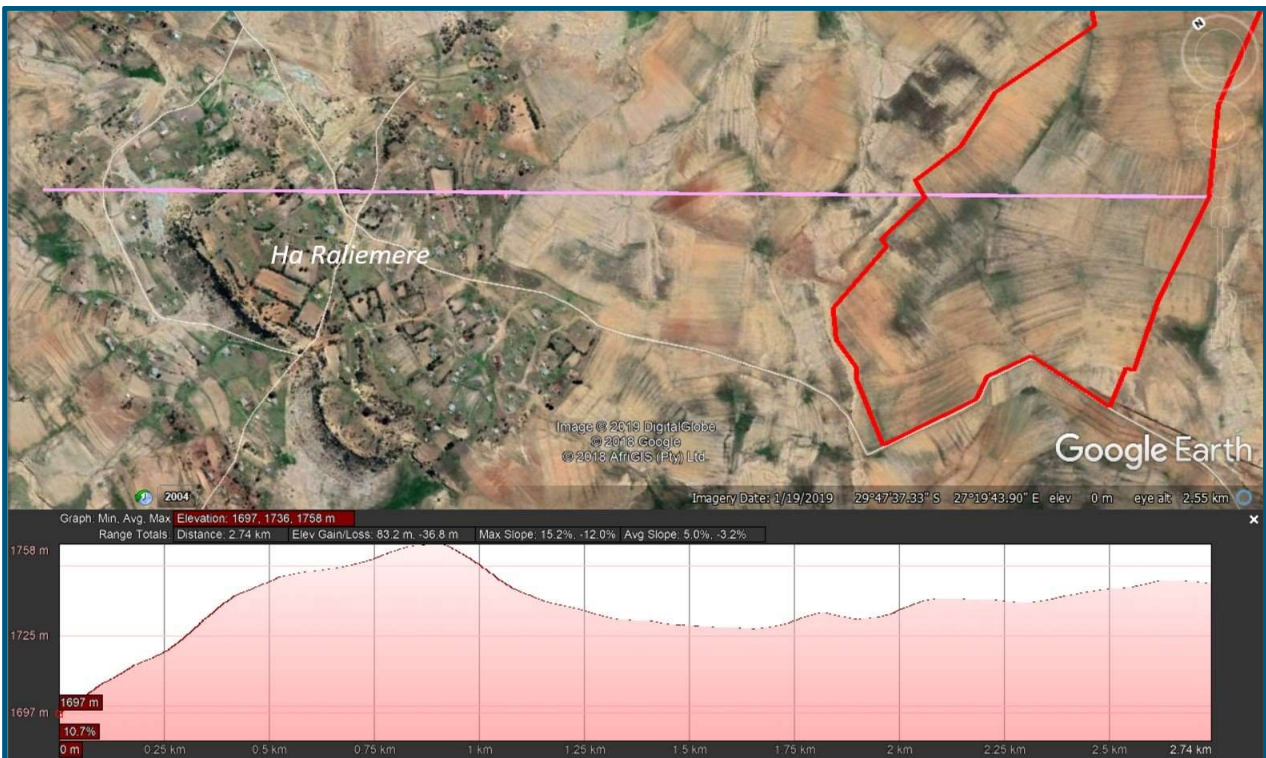 N
Ha Raliemere
Image © 2019 DigitalGlobe
© 2018 Google
© 2018 AfriGIS (Pty) Ltd.
Google Earth
2004
Imagery Date: 1/19/2019 29°47'37.33" S 27°19'43.90" E elev 0 m eye alt 2.55 km
Graph: Min, Avg, Max Elevation: 1697, 1736, 1758 m
Range Totals: Distance: 2.74 km Elev Gain/Loss: 83.2 m, -36.8 m Max Slope: 15.2%, -12.0% Avg Slope: 5.0%, -3.2%
1758 m
1725 m
1697 m
1697 m
10.7%
0 m 0.25 km 0.5 km 0.75 km 1 km 1.25 km 1.5 km 1.75 km 2 km 2.25 km 2.5 km 2.74 km